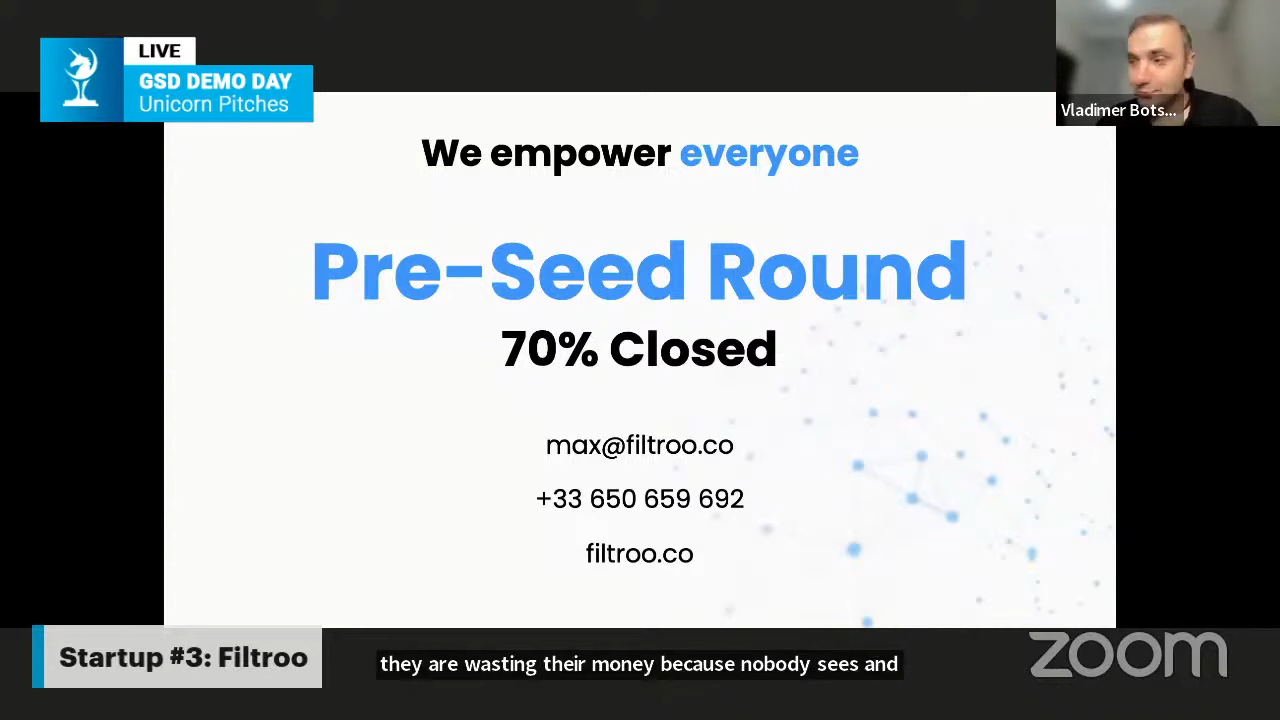 LIVE
GSD DEMO DAY
Unicorn Pitches
Vladimer Bots...
We empower everyone
Pre-Seed Round
70% Closed
max@filtroo.co
+33 650 659 692
filtroo.co
Startup #3: Filtroo
they are wasting their money because nobody sees and
zoom